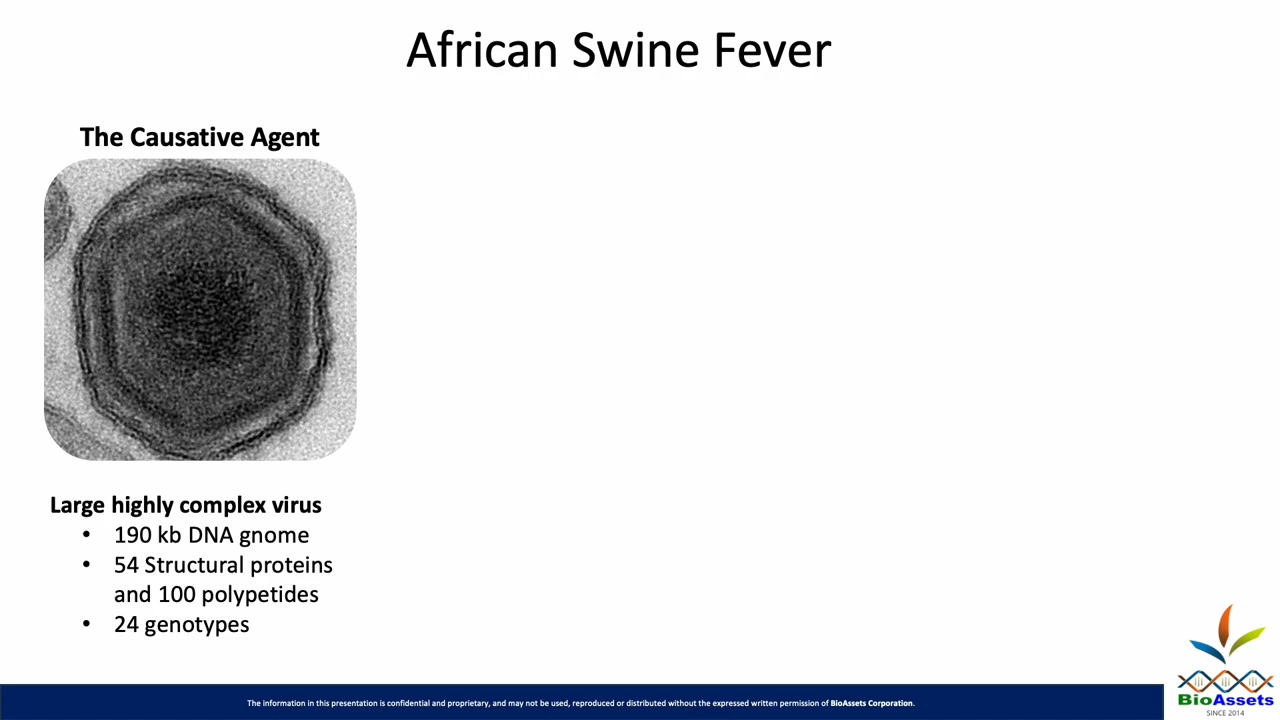 African Swine Fever
The Causative Agent
Large highly complex virus
• 190 kb DNA gnome
• 54 Structural proteins
and 100 polypetides
• 24 genotypes
The information in this presentation is confidential and proprietary, and may not be used, reproduced or distributed without the expressed written permission of BioAssets Corporation.
BioAssets
SINCE 2014